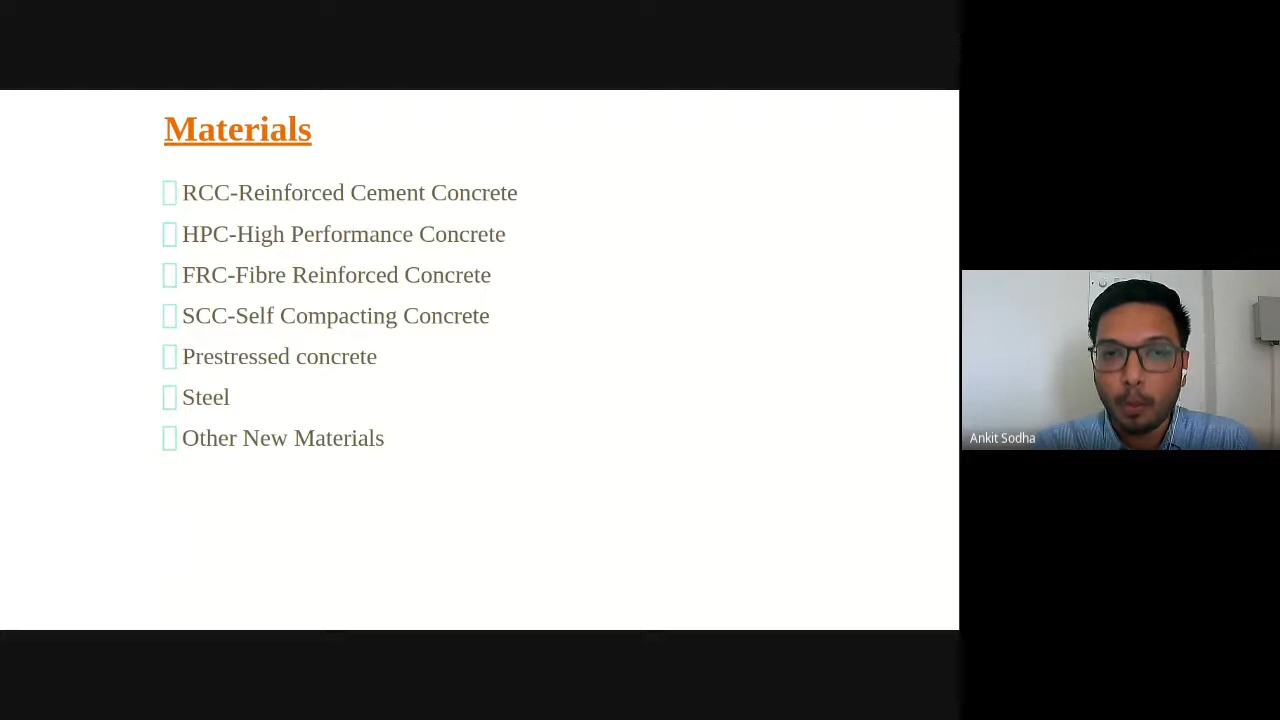 Materials
RCC-Reinforced Cement Concrete
HPC-High Performance Concrete
FRC-Fibre Reinforced Concrete
SCC-Self Compacting Concrete
Prestressed concrete
Steel
Other New Materials
Ankit Sodha